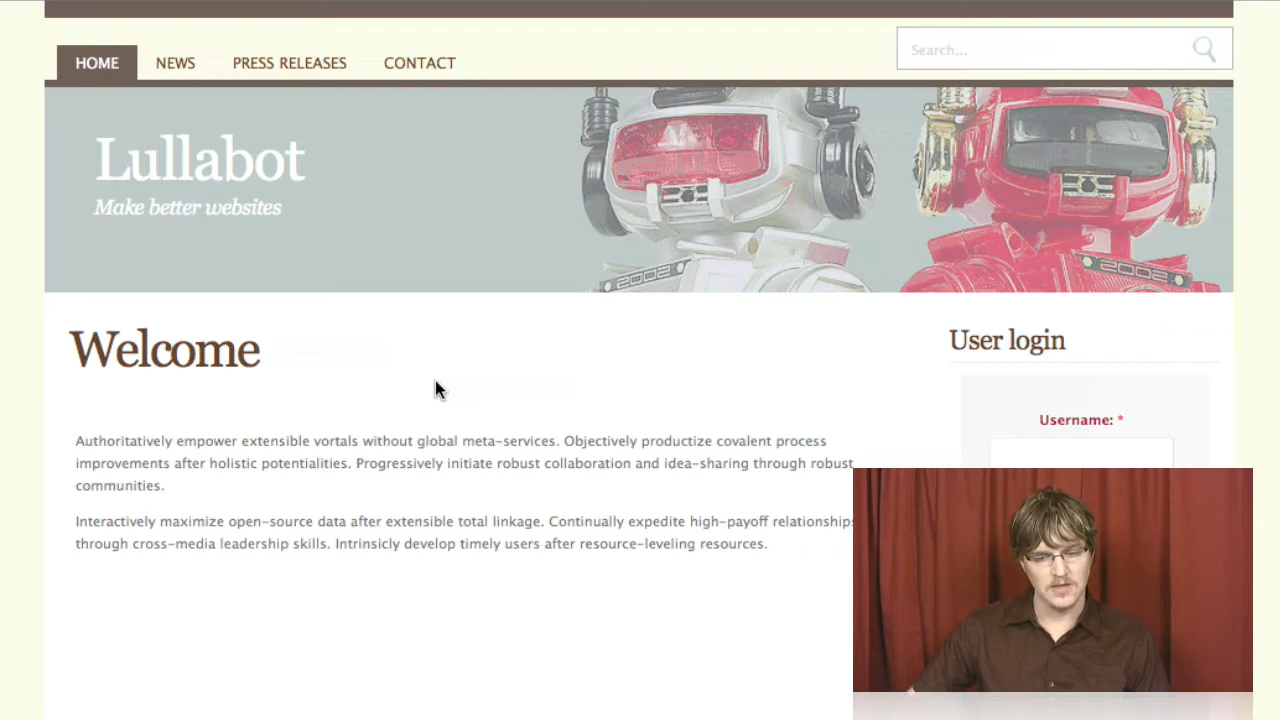 HOME NEWS PRESS RELEASES CONTACT
Search...
Lullabot
Make better websites
2002 2002
Welcome
Authoritatively empower extensible vortals without global meta-services. Objectively productize covalent process
improvements after holistic potentialities. Progressively initiate robust collaboration and idea-sharing through robust
communities.
Interactively maximize open-source data after extensible total linkage. Continually expedite high-payoff relationships
through cross-media leadership skills. Intrinsicly develop timely users after resource-leveling resources.
User login
Username: *